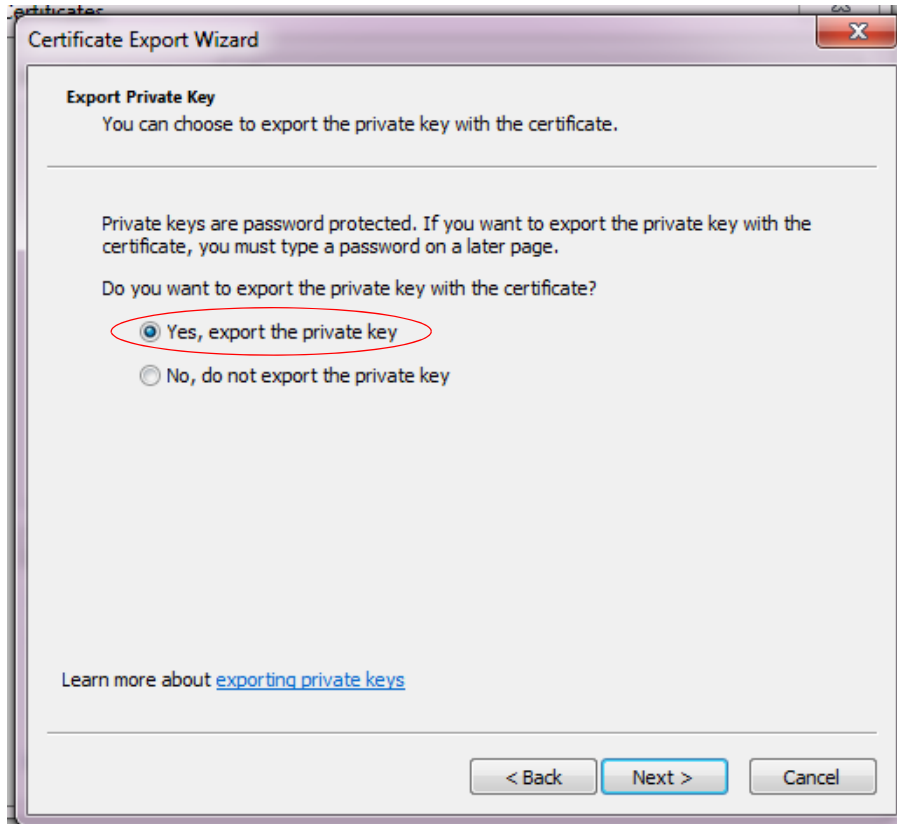 Certificates
Certificate Export Wizard
Export Private Key
You can choose to export the private key with the certificate.
Private keys are password protected. If you want to export the private key with the
certificate, you must type a password on a later page.
Do you want to export the private key with the certificate?
Yes, export the private key
No, do not export the private key
Learn more about exporting private keys
< Back Next > Cancel